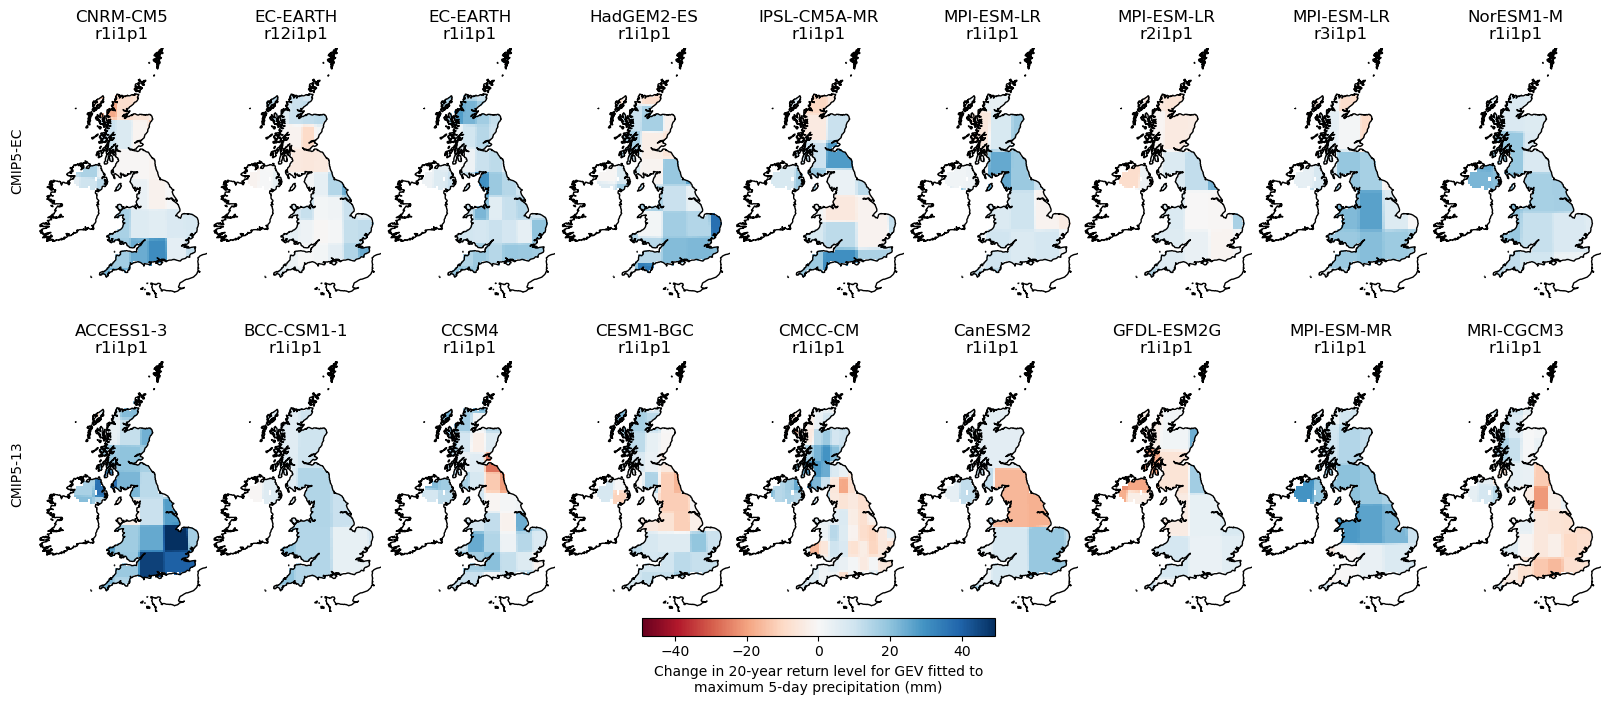 CNRM-CM5 EC-EARTH EC-EARTH HadGEM2-ES IPSL-CM5A-MR MPI-ESM-LR MPI-ESM-LR MPI-ESM-LR NorESM1-M
r1i1p1 r12i1p1 r1i1p1 r1i1p1 r1i1p1 r1i1p1 r2i1p1 r3i1p1 r1i1p1
CMIP5-EC
ACCESS1-3 BCC-CSM1-1 CCSM4 CESM1-BGC CMCC-CM CanESM2 GFDL-ESM2G MPI-ESM-MR MRI-CGCM3
r1i1p1 r1i1p1 r1i1p1 r1i1p1 r1i1p1 r1i1p1 r1i1p1 r1i1p1 r1i1p1
CMIP5-13
−40 −20 0 20 40
Change in 20-year return level for GEV fitted to
maximum 5-day precipitation (mm)